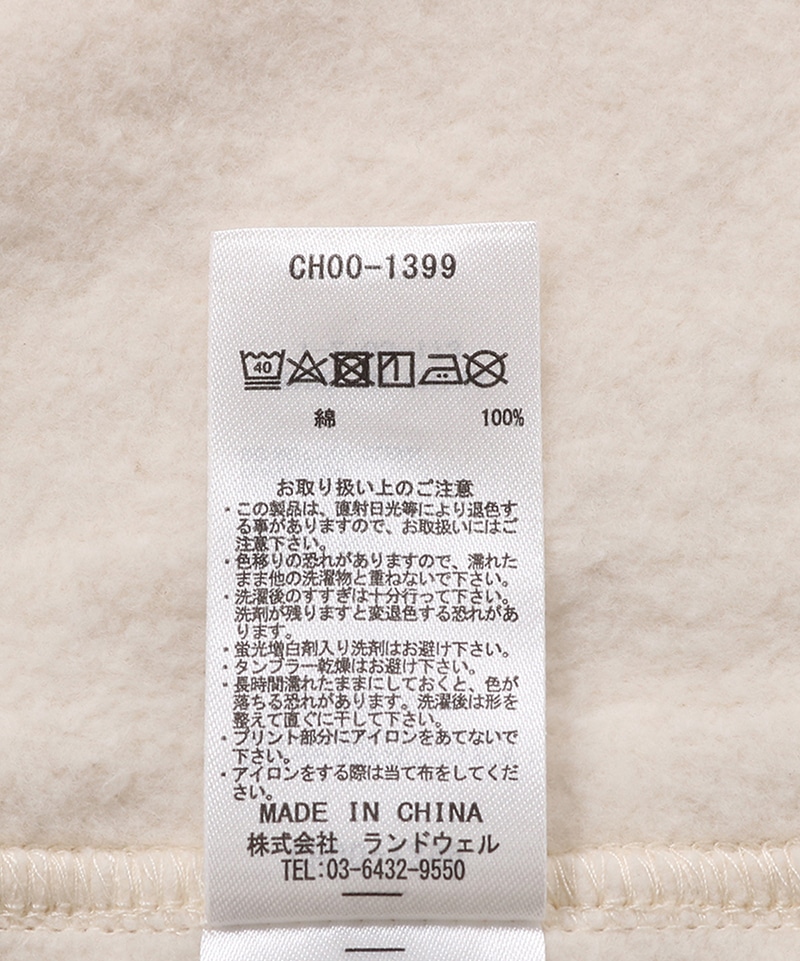 CH00-1399
40
綿 100%
お取り扱い上のご注意
・この製品は、直射日光等により退色す
る事がありますので、お取扱いにはご
注意下さい。
・色移りの恐れがありますので、濡れた
まま他の洗濯物と重ねないで下さい。
・洗濯後のすすぎは十分行って下さい。
洗剤が残りますと変退色する恐れがあ
ります。
・蛍光増白剤入り洗剤はお避け下さい。
・タンブラー乾燥はお避け下さい。
・長時間濡れたままにしておくと、色が
落ちる恐れがあります。洗濯後は形を
整えて直ぐに干して下さい。
・プリント部分にアイロンをあてないで
下さい。
・アイロンをする際は当て布をしてくだ
さい。
MADE IN CHINA
株式会社 ランドウェル
TEL:03-6432-9550